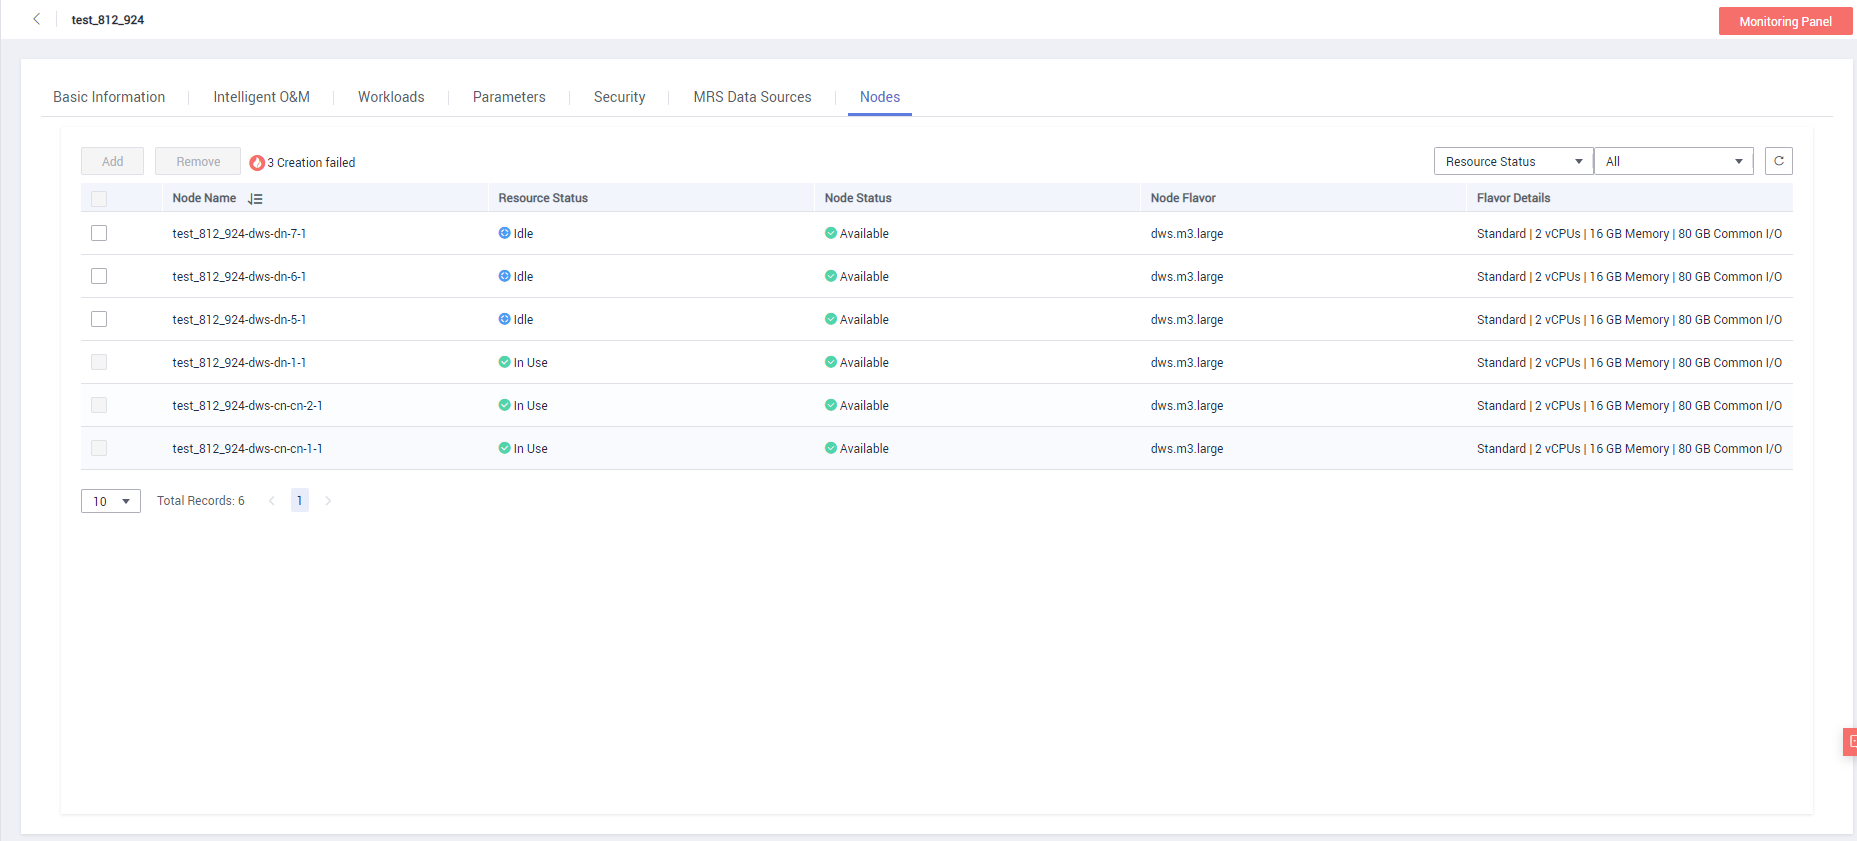 test_812_924
Monitoring Panel
Basic Information Intelligent O&M Workloads Parameters Security MRS Data Sources Nodes
Add Remove 3 Creation failed Resource Status All
Node Name Resource Status Node Status Node Flavor Flavor Details
test_812_924-dws-dn-7-1 Idle Available dws.m3.large Standard | 2 vCPUs | 16 GB Memory | 80 GB Common I/O
test_812_924-dws-dn-6-1 Idle Available dws.m3.large Standard | 2 vCPUs | 16 GB Memory | 80 GB Common I/O
test_812_924-dws-dn-5-1 Idle Available dws.m3.large Standard | 2 vCPUs | 16 GB Memory | 80 GB Common I/O
test_812_924-dws-dn-1-1 In Use Available dws.m3.large Standard | 2 vCPUs | 16 GB Memory | 80 GB Common I/O
test_812_924-dws-cn-cn-2-1 In Use Available dws.m3.large Standard | 2 vCPUs | 16 GB Memory | 80 GB Common I/O
test_812_924-dws-cn-cn-1-1 In Use Available dws.m3.large Standard | 2 vCPUs | 16 GB Memory | 80 GB Common I/O
10 Total Records: 6 1